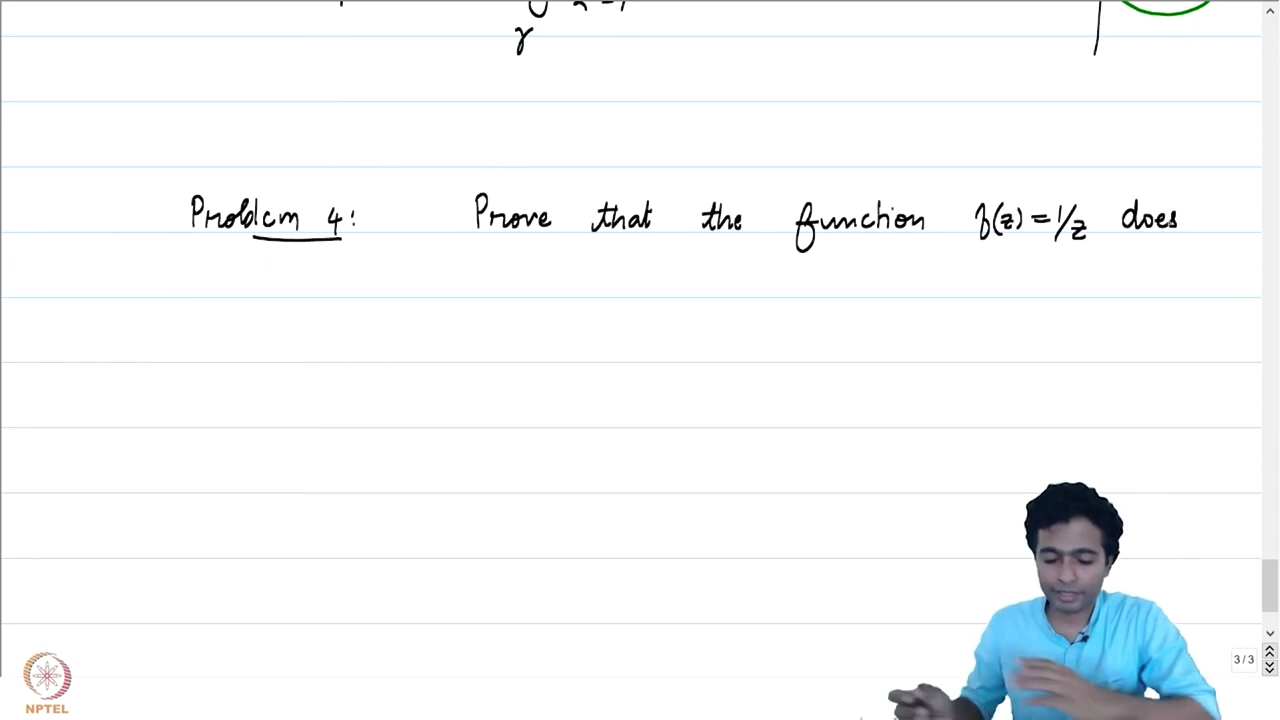 γ
Problem 4: Prove that the function f(z) = 1/z does
3 / 3
NPTEL